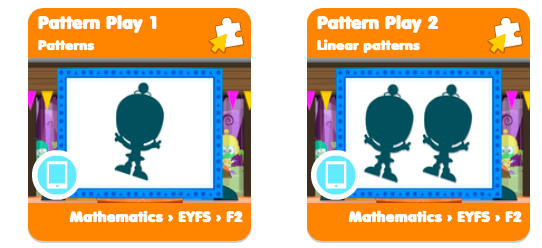 Pattern Play 1
Patterns
Mathematics › EYFS › F2
Pattern Play 2
Linear patterns
Mathematics › EYFS › F2